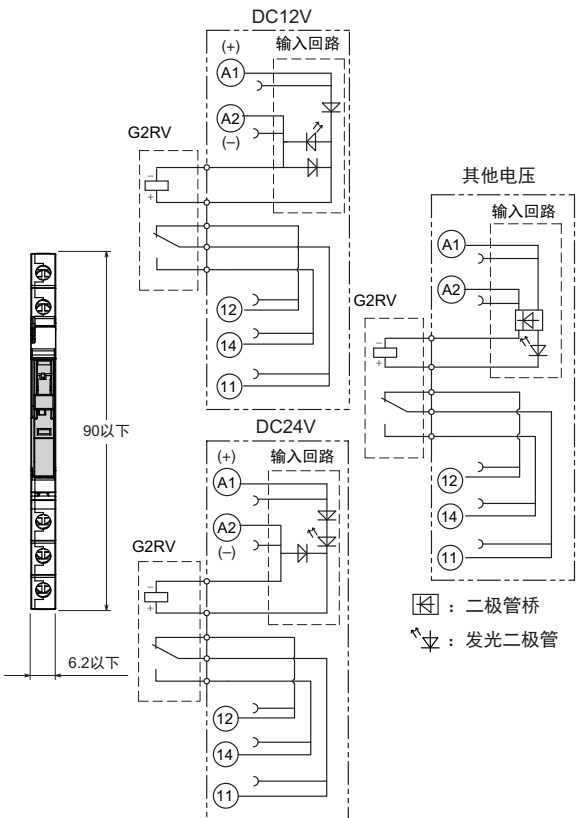 DC12V
(+)
输入回路
A1
A2
(−)
G2RV
−
+
12
14
11
其他电压
输入回路
A1
A2
G2RV
−
+
12
14
11
90以下
6.2以下
DC24V
(+)
输入回路
A1
A2
(−)
G2RV
−
+
12
14
11
：二极管桥
：发光二极管